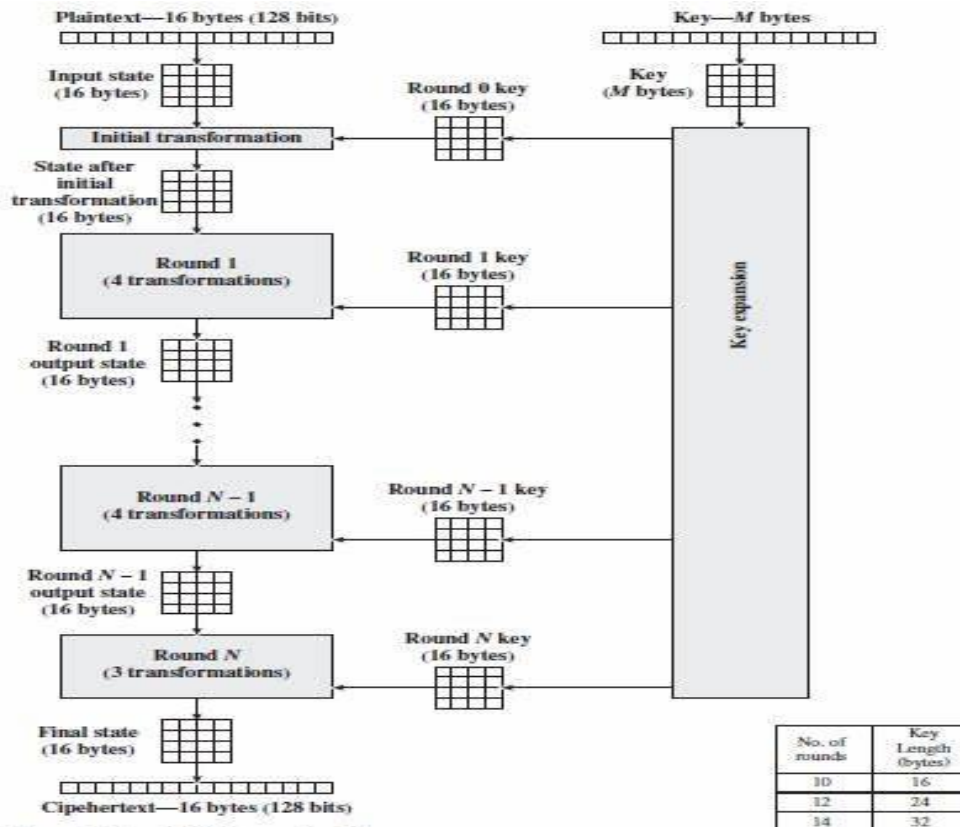 Plaintext—16 bytes (128 bits)
Key—M bytes
Input state
(16 bytes)
Key
(M bytes)
Round 0 key
(16 bytes)
Initial transformation
State after
initial
transformation
(16 bytes)
Round 1
(4 transformations)
Round 1 key
(16 bytes)
Key expansion
Round 1
output state
(16 bytes)
Round N – 1
(4 transformations)
Round N – 1 key
(16 bytes)
Round N – 1
output state
(16 bytes)
Round N
(3 transformations)
Round N key
(16 bytes)
Final state
(16 bytes)
Cipehertext—16 bytes (128 bits)
No. of
rounds
Key
Length
(bytes)
10 16
12 24
14 32